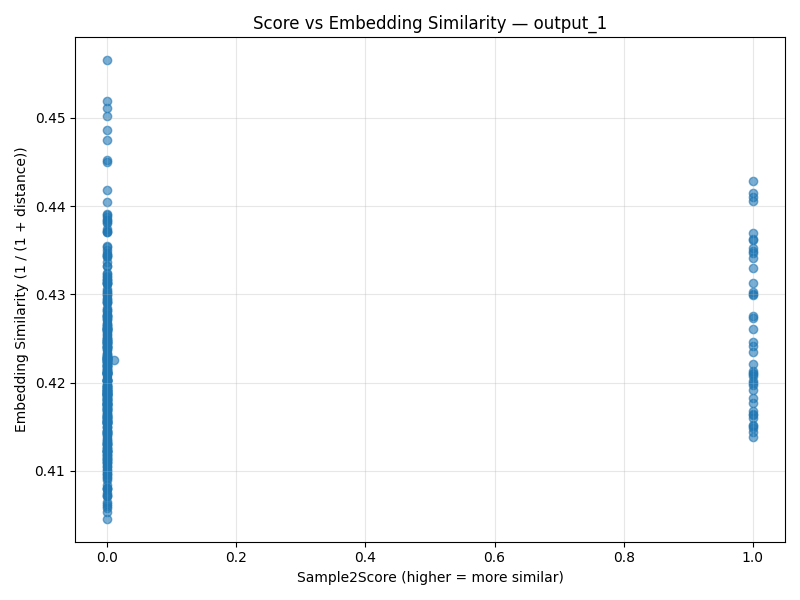 Score vs Embedding Similarity — output_1
Embedding Similarity (1 / (1 + distance))
0.45
0.44
0.43
0.42
0.41
0.0 0.2 0.4 0.6 0.8 1.0
Sample2Score (higher = more similar)